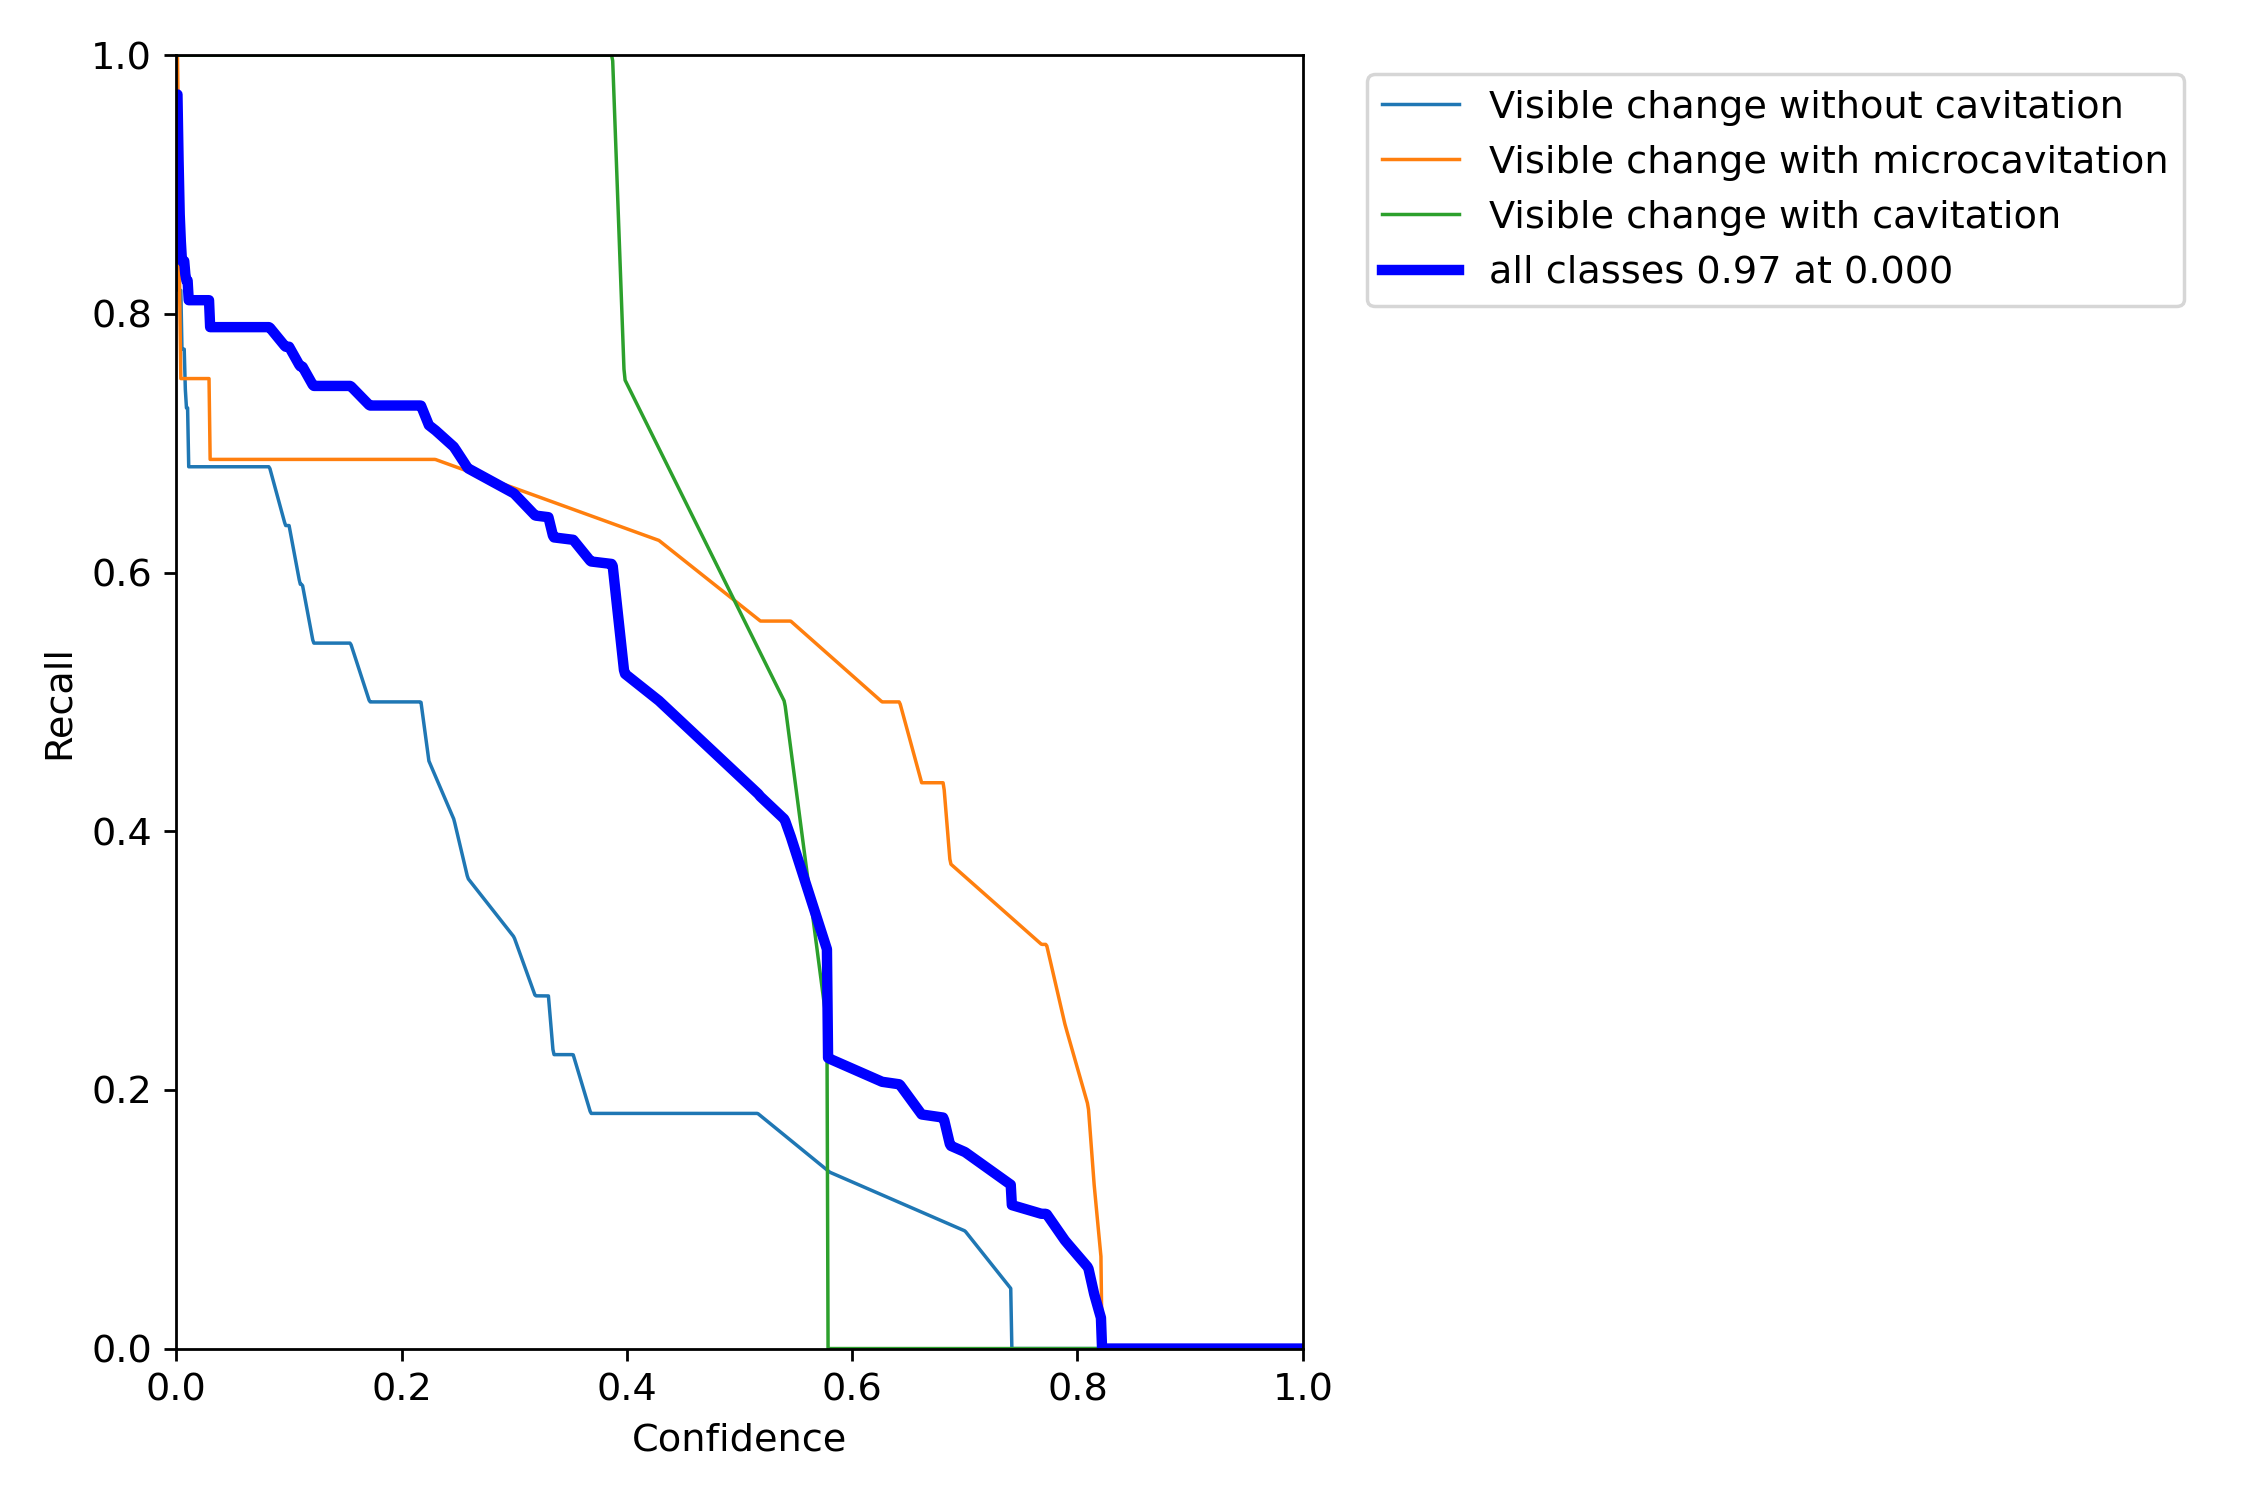 1.0
0.8
0.6
0.4
0.2
0.0
Recall
0.0 0.2 0.4 0.6 0.8 1.0
Confidence
Visible change without cavitation
Visible change with microcavitation
Visible change with cavitation
all classes 0.97 at 0.000